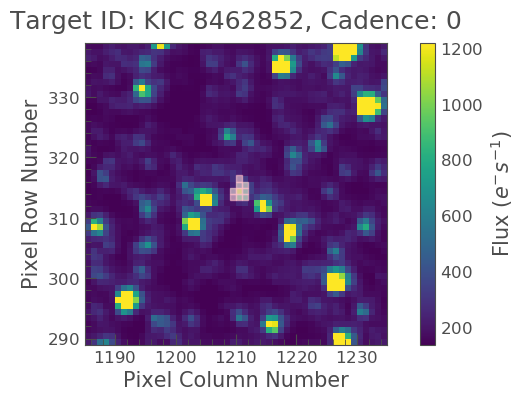 Target ID: KIC 8462852, Cadence: 0
Pixel Row Number
330
320
310
300
290
1190 1200 1210 1220 1230
Pixel Column Number
1200
1000
800
600
400
200
Flux (e⁻s⁻¹)